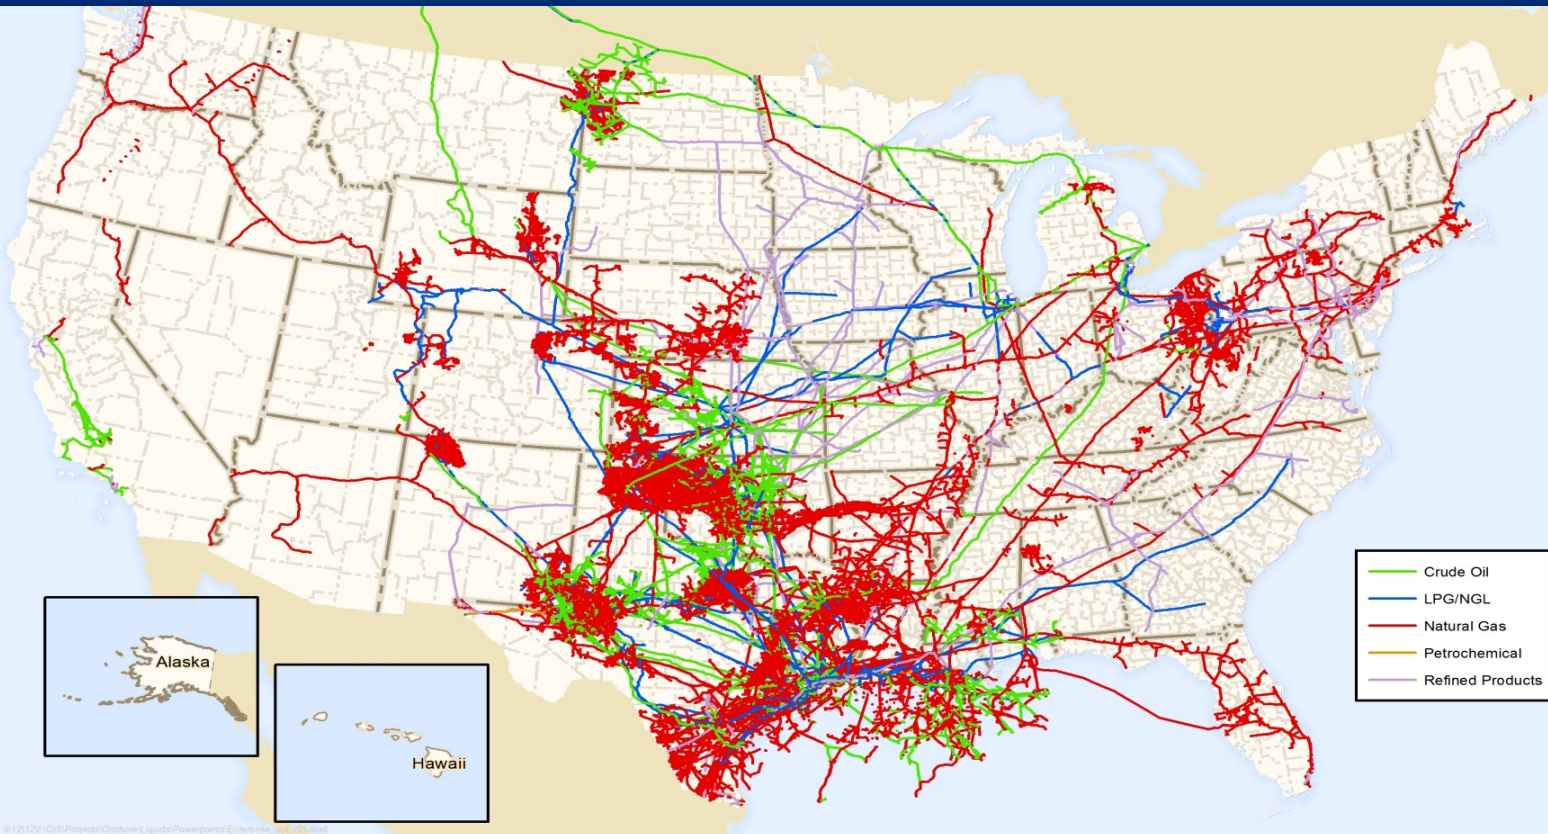 Alaska
Hawaii
Crude Oil
LPG/NGL
Natural Gas
Petrochemical
Refined Products